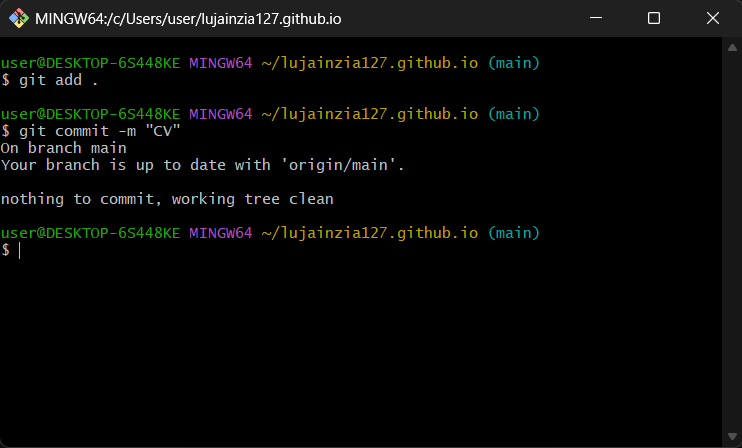 MINGW64:/c/Users/user/lujainzia127.github.io
user@DESKTOP-6S448KE MINGW64 ~/lujainzia127.github.io (main)
$ git add .
user@DESKTOP-6S448KE MINGW64 ~/lujainzia127.github.io (main)
$ git commit -m "CV"
On branch main
Your branch is up to date with 'origin/main'.
nothing to commit, working tree clean
user@DESKTOP-6S448KE MINGW64 ~/lujainzia127.github.io (main)
$